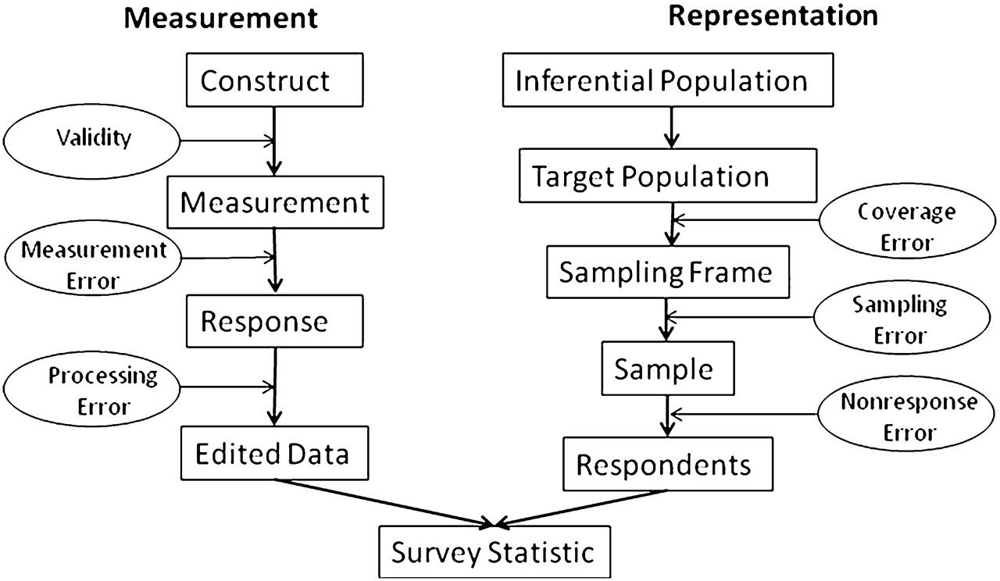 Measurement
Construct
Validity
Measurement
Measurement
Error
Response
Processing
Error
Edited Data
Representation
Inferential Population
Target Population
Coverage
Error
Sampling Frame
Sampling
Error
Sample
Nonresponse
Error
Respondents
Survey Statistic